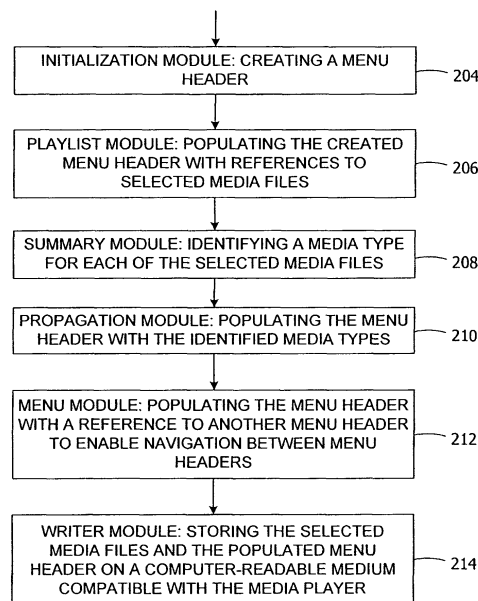 INITIALIZATION MODULE: CREATING A MENU
HEADER
204
PLAYLIST MODULE: POPULATING THE CREATED
MENU HEADER WITH REFERENCES TO
SELECTED MEDIA FILES
206
SUMMARY MODULE: IDENTIFYING A MEDIA TYPE
FOR EACH OF THE SELECTED MEDIA FILES
208
PROPAGATION MODULE: POPULATING THE MENU
HEADER WITH THE IDENTIFIED MEDIA TYPES
210
MENU MODULE: POPULATING THE MENU HEADER
WITH A REFERENCE TO ANOTHER MENU HEADER
TO ENABLE NAVIGATION BETWEEN MENU
HEADERS
212
WRITER MODULE: STORING THE SELECTED
MEDIA FILES AND THE POPULATED MENU
HEADER ON A COMPUTER-READABLE MEDIUM
COMPATIBLE WITH THE MEDIA PLAYER
214